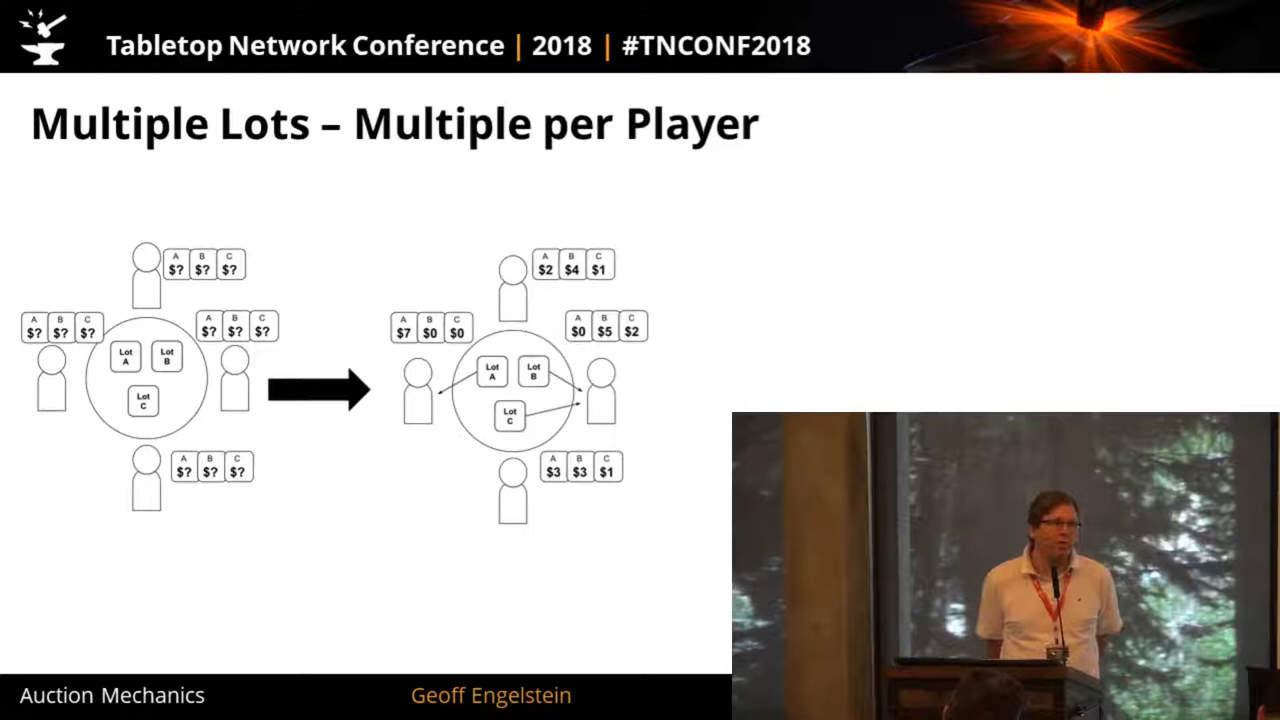 Tabletop Network Conference | 2018 | #TNCONF2018
Multiple Lots – Multiple per Player
A B C
$? $? $?
A B C
$? $? $?
A B C
$? $? $?
Lot A
Lot B
Lot C
A B C
$? $? $?
A B C
$2 $4 $1
A B C
$7 $0 $0
A B C
$0 $5 $2
Lot A
Lot B
Lot C
A B C
$3 $3 $1
Auction Mechanics
Geoff Engelstein